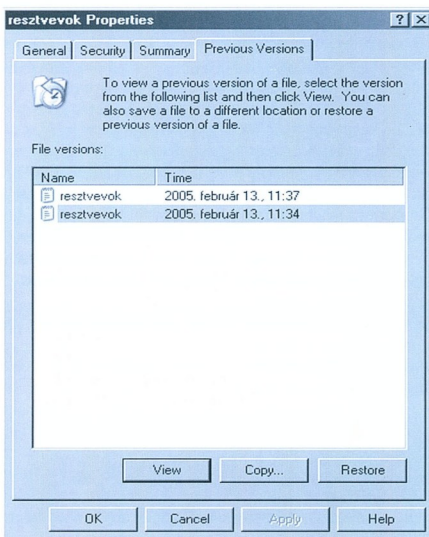 resztvevok Properties
General Security Summary Previous Versions
To view a previous version of a file, select the version
from the following list and then click View. You can
also save a file to a different location or restore a
previous version of a file.
File versions:
Name Time
resztvevok 2005. február 13., 11:37
resztvevok 2005. február 13., 11:34
View Copy... Restore
OK Cancel Apply Help